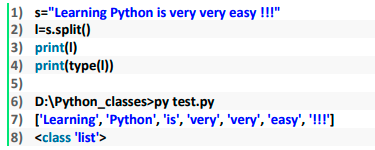 1) s="Learning Python is very very easy !!!"
2) l=s.split()
3) print(l)
4) print(type(l))
5)
6) D:\Python_classes>py test.py
7) ['Learning', 'Python', 'is', 'very', 'very', 'easy', '!!!']
8) <class 'list'>